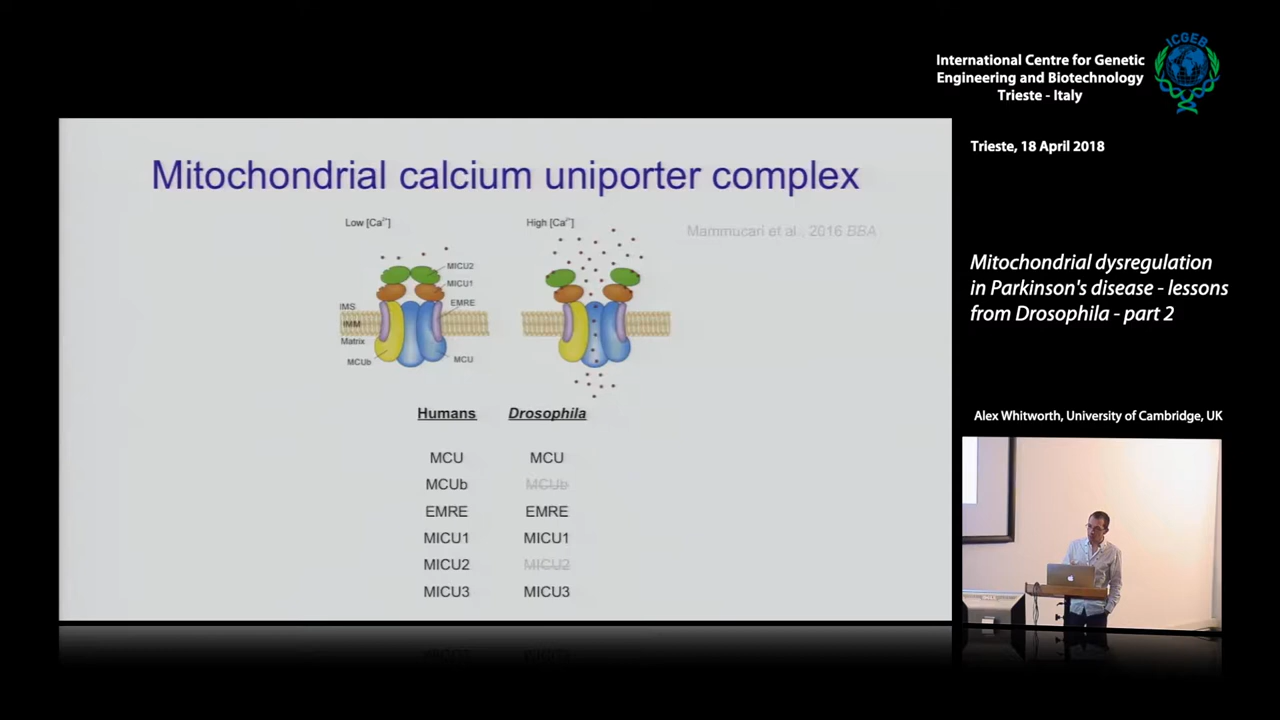 ICGEB
International Centre for Genetic
Engineering and Biotechnology
Trieste - Italy
Trieste, 18 April 2018
Mitochondrial dysregulation
in Parkinson's disease - lessons
from Drosophila - part 2
Alex Whitworth, University of Cambridge, UK
Mitochondrial calcium uniporter complex
Low [Ca²⁺]
High [Ca²⁺]
Mammucari et al., 2016 BBA
MICU2
MICU1
EMRE
IMS
IMM
Matrix
MCUb
MCU
Humans Drosophila
MCU MCU
MCUb MCUb
EMRE EMRE
MICU1 MICU1
MICU2 MICU2
MICU3 MICU3